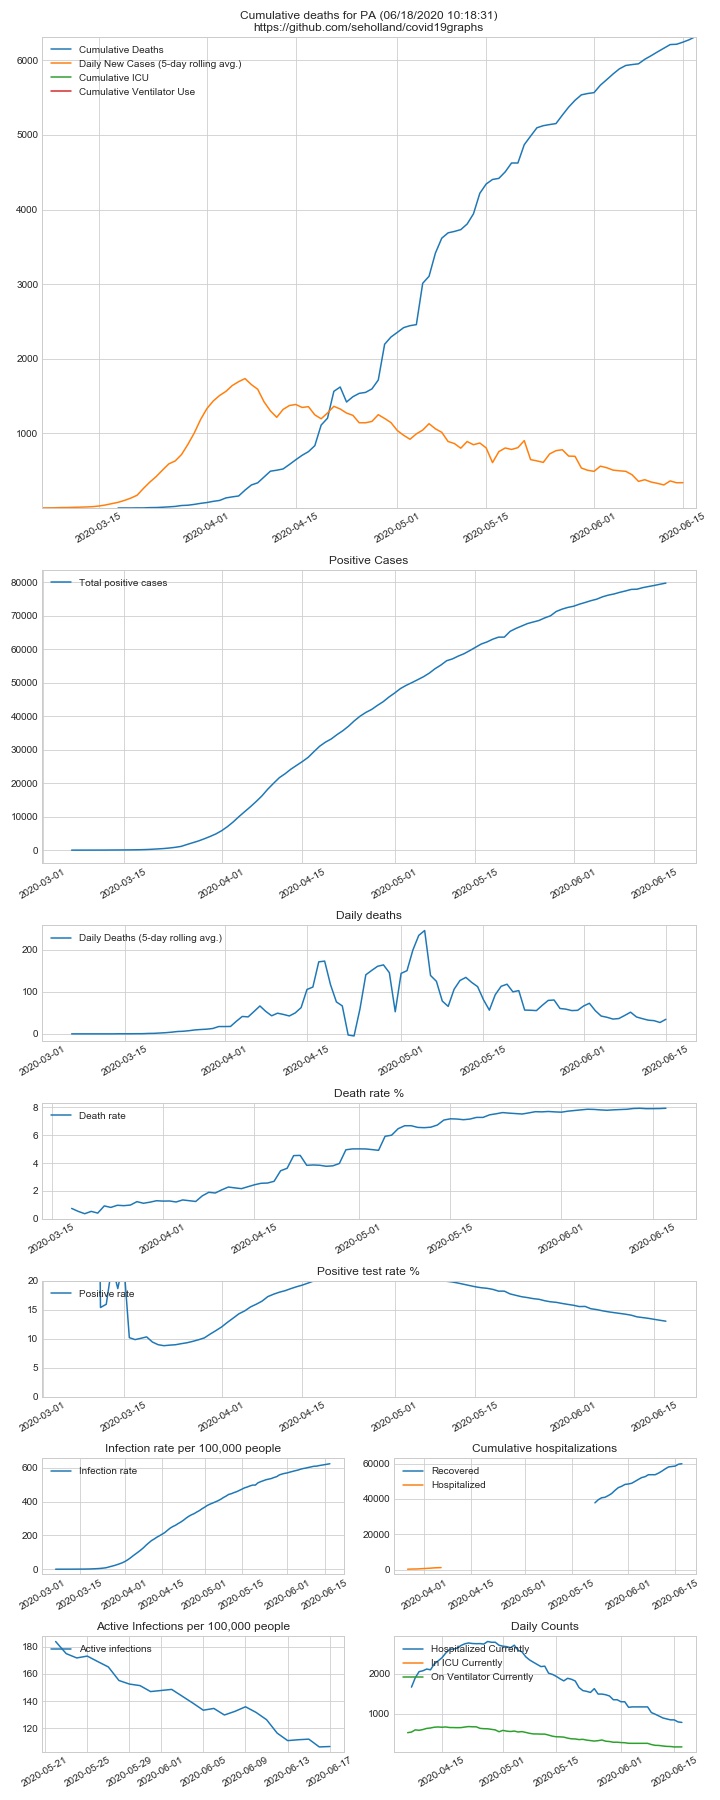 Cumulative deaths for PA (06/18/2020 10:18:31)
https://github.com/seholland/covid19graphs
Cumulative Deaths
Daily New Cases (5-day rolling avg.)
Cumulative ICU
Cumulative Ventilator Use
6000
5000
4000
3000
2000
1000
2020-03-15 2020-04-01 2020-04-15 2020-05-01 2020-05-15 2020-06-01 2020-06-15
Positive Cases
Total positive cases
80000
70000
60000
50000
40000
30000
20000
10000
0
2020-03-01 2020-03-15 2020-04-01 2020-04-15 2020-05-01 2020-05-15 2020-06-01 2020-06-15
Daily deaths
Daily Deaths (5-day rolling avg.)
200
100
0
2020-03-01 2020-03-15 2020-04-01 2020-04-15 2020-05-01 2020-05-15 2020-06-01 2020-06-15
Death rate %
Death rate
8
6
4
2
0
2020-03-15 2020-04-01 2020-04-15 2020-05-01 2020-05-15 2020-06-01 2020-06-15
Positive test rate %
Positive rate
20
15
10
5
0
2020-03-01 2020-03-15 2020-04-01 2020-04-15 2020-05-01 2020-05-15 2020-06-01 2020-06-15
Infection rate per 100,000 people
Infection rate
600
400
200
0
2020-03-01 2020-03-15 2020-04-01 2020-04-15 2020-05-01 2020-05-15 2020-06-01 2020-06-15
Cumulative hospitalizations
Recovered
Hospitalized
60000
40000
20000
0
2020-04-01 2020-04-15 2020-05-01 2020-05-15 2020-06-01 2020-06-15
Active Infections per 100,000 people
Active infections
180
160
140
120
2020-05-21 2020-05-25 2020-05-29 2020-06-01 2020-06-05 2020-06-09 2020-06-13 2020-06-17
Daily Counts
Hospitalized Currently
In ICU Currently
On Ventilator Currently
2000
1000
2020-04-15 2020-05-01 2020-05-15 2020-06-01 2020-06-15